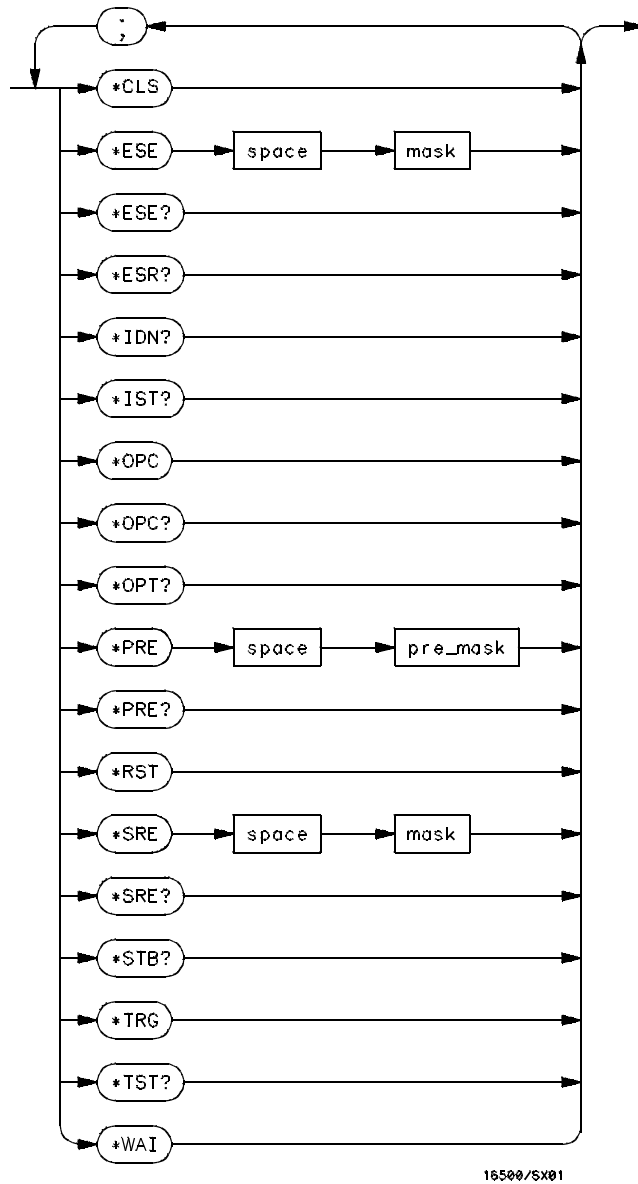 ;
*CLS
*ESE space mask
*ESE?
*ESR?
*IDN?
*IST?
*OPC
*OPC?
*OPT?
*PRE space pre_mask
*PRE?
*RST
*SRE space mask
*SRE?
*STB?
*TRG
*TST?
*WAI
16500/SX01